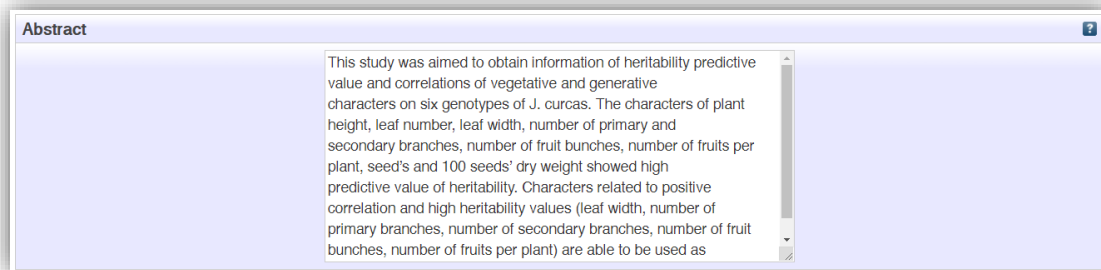 Abstract
?
This study was aimed to obtain information of heritability predictive
value and correlations of vegetative and generative
characters on six genotypes of J. curcas. The characters of plant
height, leaf number, leaf width, number of primary and
secondary branches, number of fruit bunches, number of fruits per
plant, seed’s and 100 seeds’ dry weight showed high
predictive value of heritability. Characters related to positive
correlation and high heritability values (leaf width, number of
primary branches, number of secondary branches, number of fruit
bunches, number of fruits per plant) are able to be used as